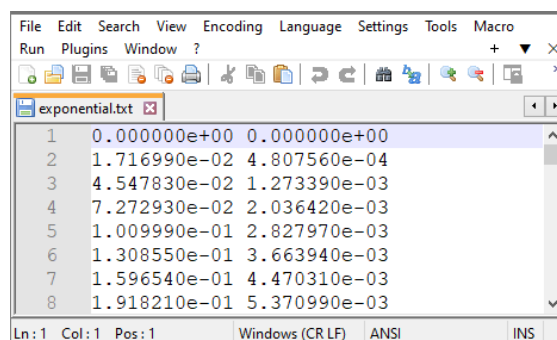 File Edit Search View Encoding Language Settings Tools Macro
Run Plugins Window ? + ▼ X
exponential.txt
1 0.000000e+00 0.000000e+00
2 1.716990e-02 4.807560e-04
3 4.547830e-02 1.273390e-03
4 7.272930e-02 2.036420e-03
5 1.009990e-01 2.827970e-03
6 1.308550e-01 3.663940e-03
7 1.596540e-01 4.470310e-03
8 1.918210e-01 5.370990e-03
Ln : 1 Col : 1 Pos : 1 Windows (CR LF) ANSI INS